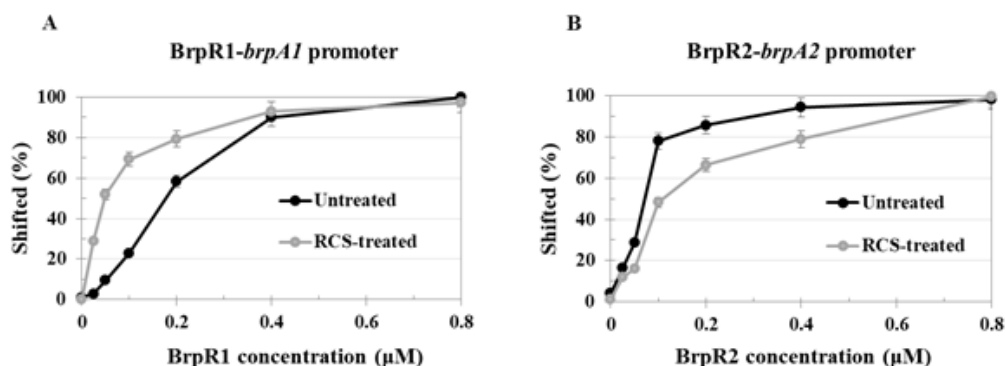 A
BrpR1-brpA1 promoter
Shifted (%)
100
80
60
40
20
0
Untreated
RCS-treated
0 0.2 0.4 0.6 0.8
BrpR1 concentration (µM)
B
BrpR2-brpA2 promoter
Shifted (%)
100
80
60
40
20
0
Untreated
RCS-treated
0 0.2 0.4 0.6 0.8
BrpR2 concentration (µM)